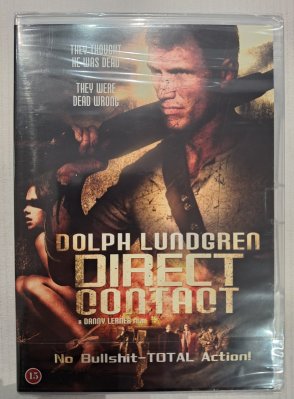 THEY THOUGHT
HE WAS DEAD
THEY WERE
DEAD WRONG
DOLPH LUNDGREN
DIRECT
CONTACT
A DANNY LERNER FILM
No Bullshit-TOTAL Action!
15